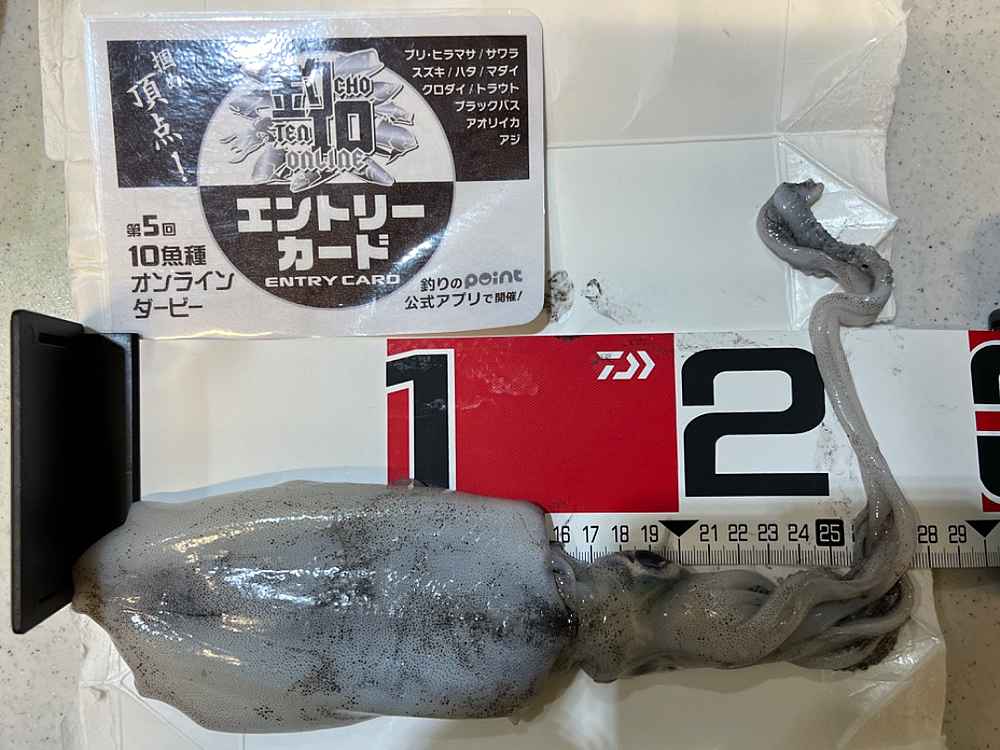 掴め
頂点!
釣
CHO
TEN
ONLINE
ブリ・ヒラマサ/サワラ
スズキ/ハタ/マダイ
クロダイ/トラウト
ブラックバス
アオリイカ
アジ
エントリー
カード
ENTRY CARD
第5回
10魚種
オンライン
ダービー
釣りのpoint
公式アプリで開催!
1
2
16 17 18 19 21 22 23 24 25 28 29